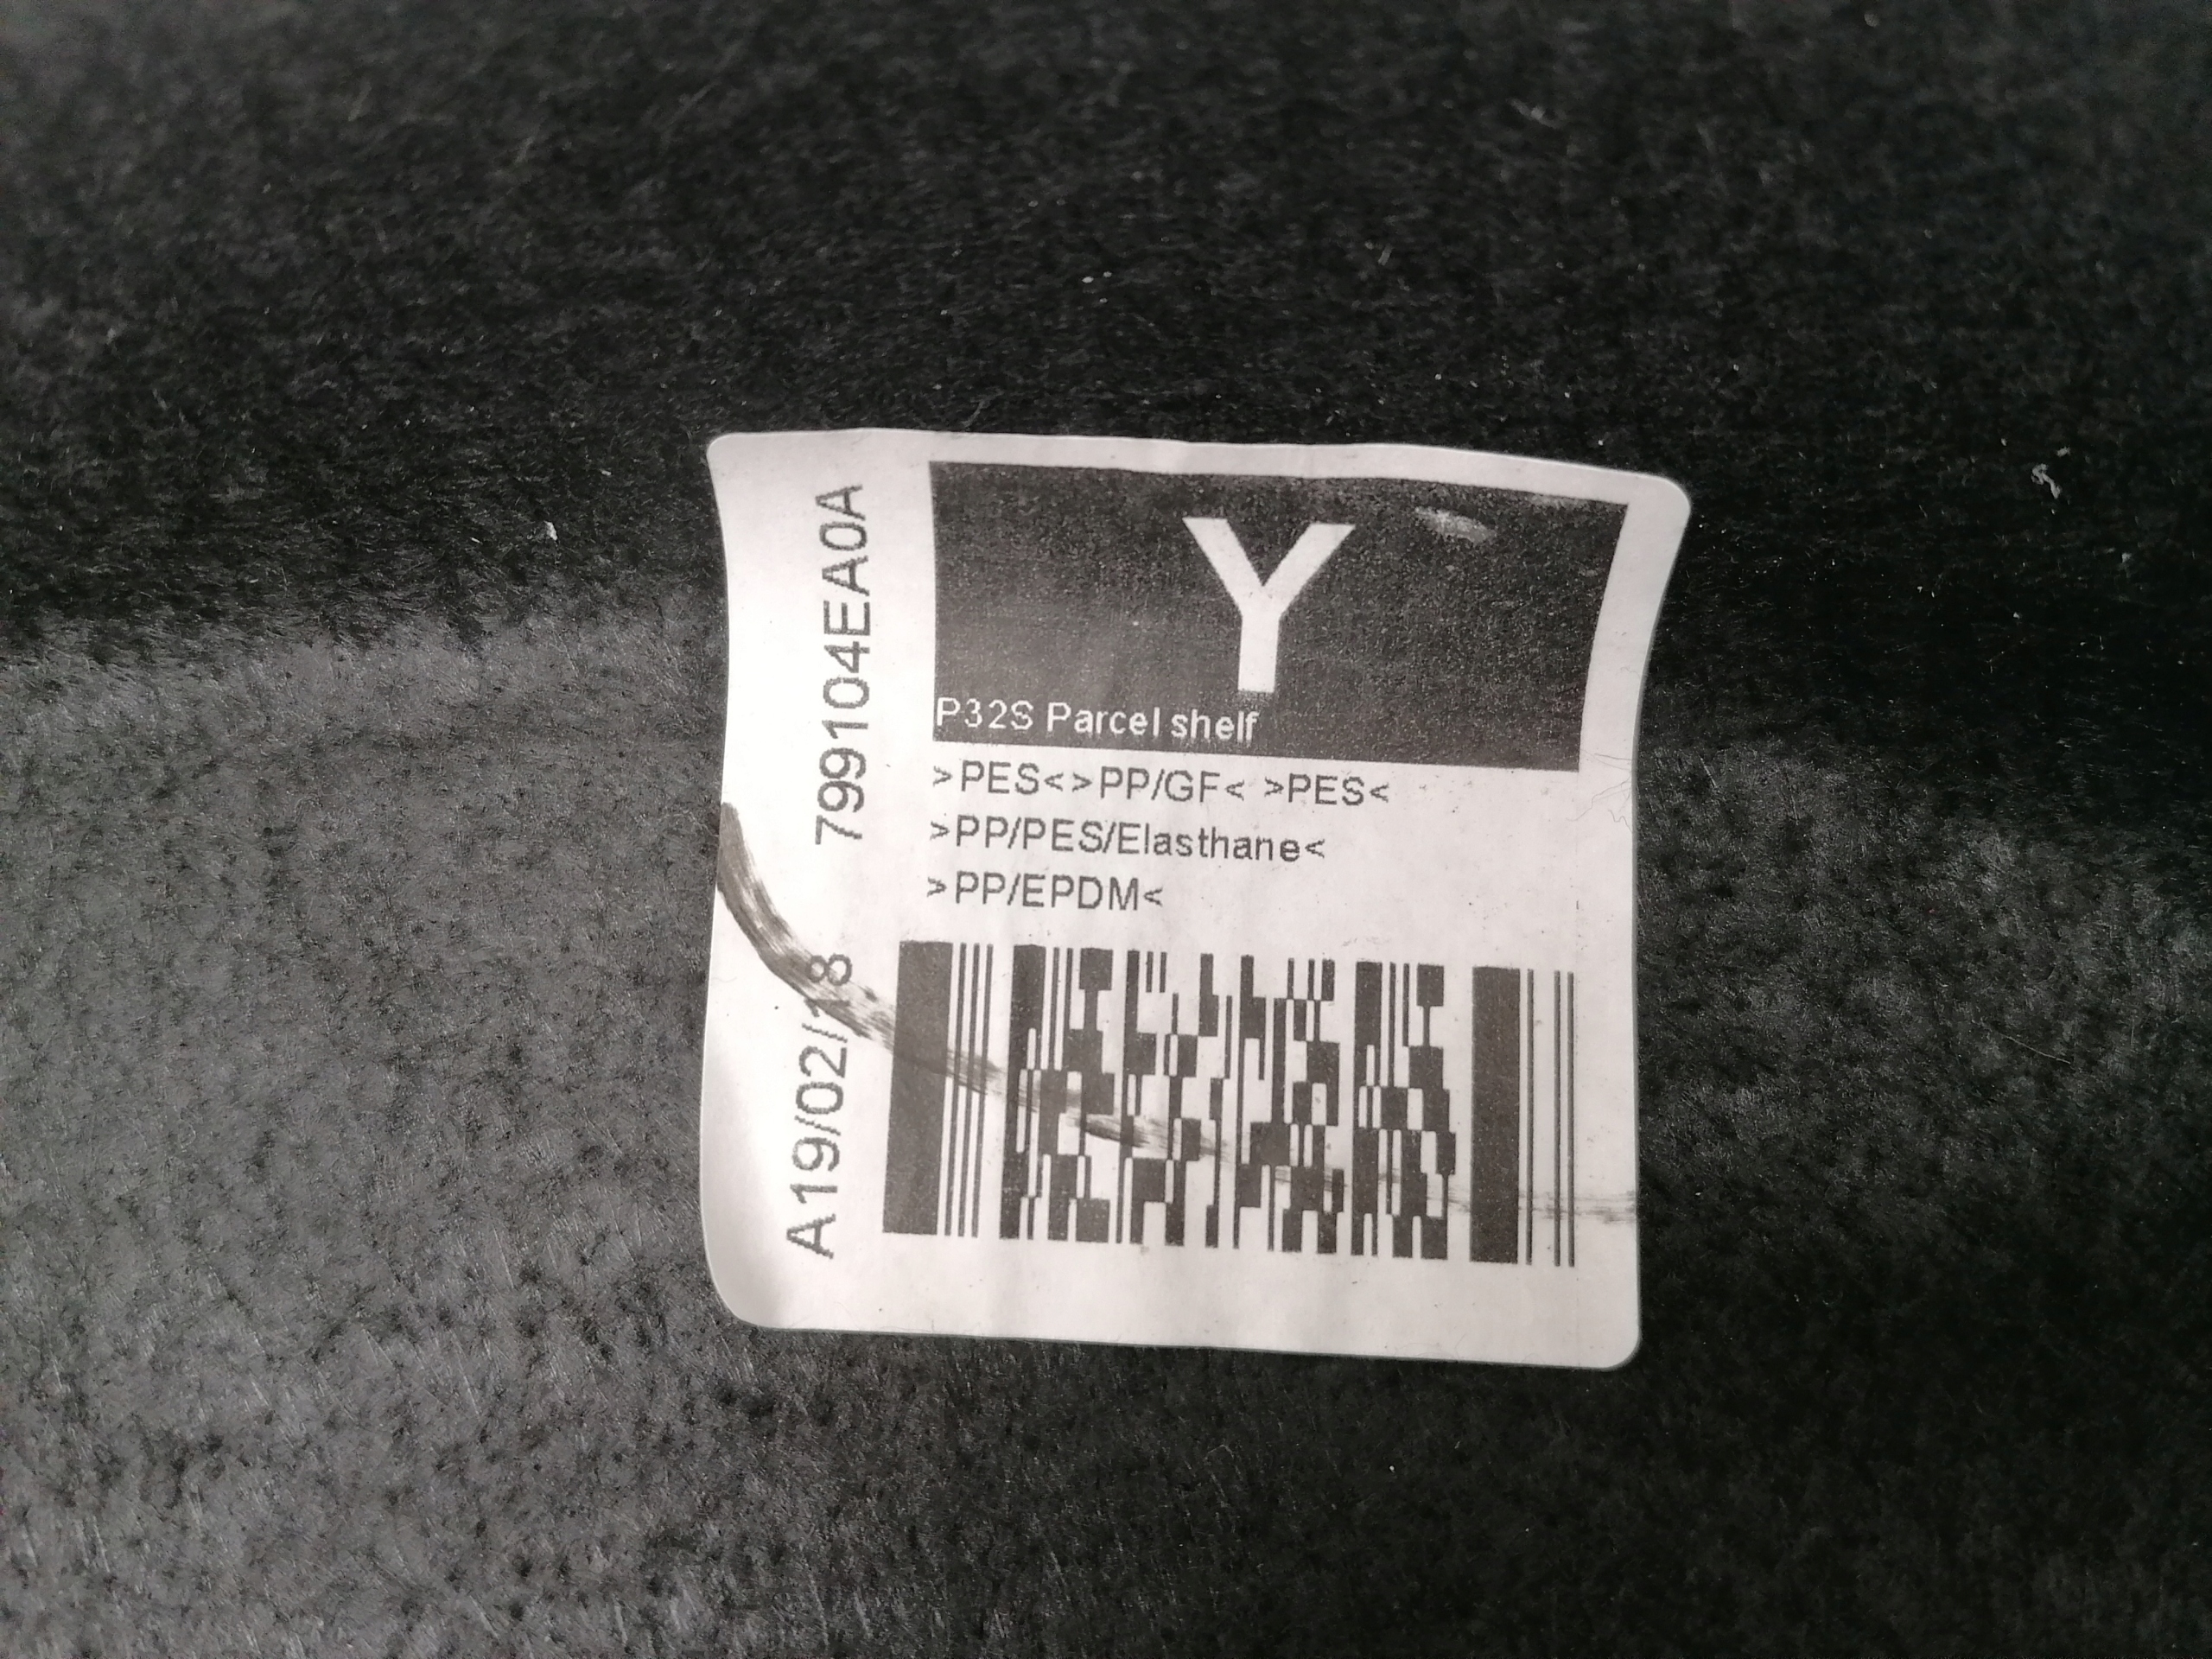 Y
P32S Parcel shelf
>PES<>PP/GF< >PES<
>PP/PES/Elasthane<
>PP/EPDM<
A19/02/18 799104EA0A